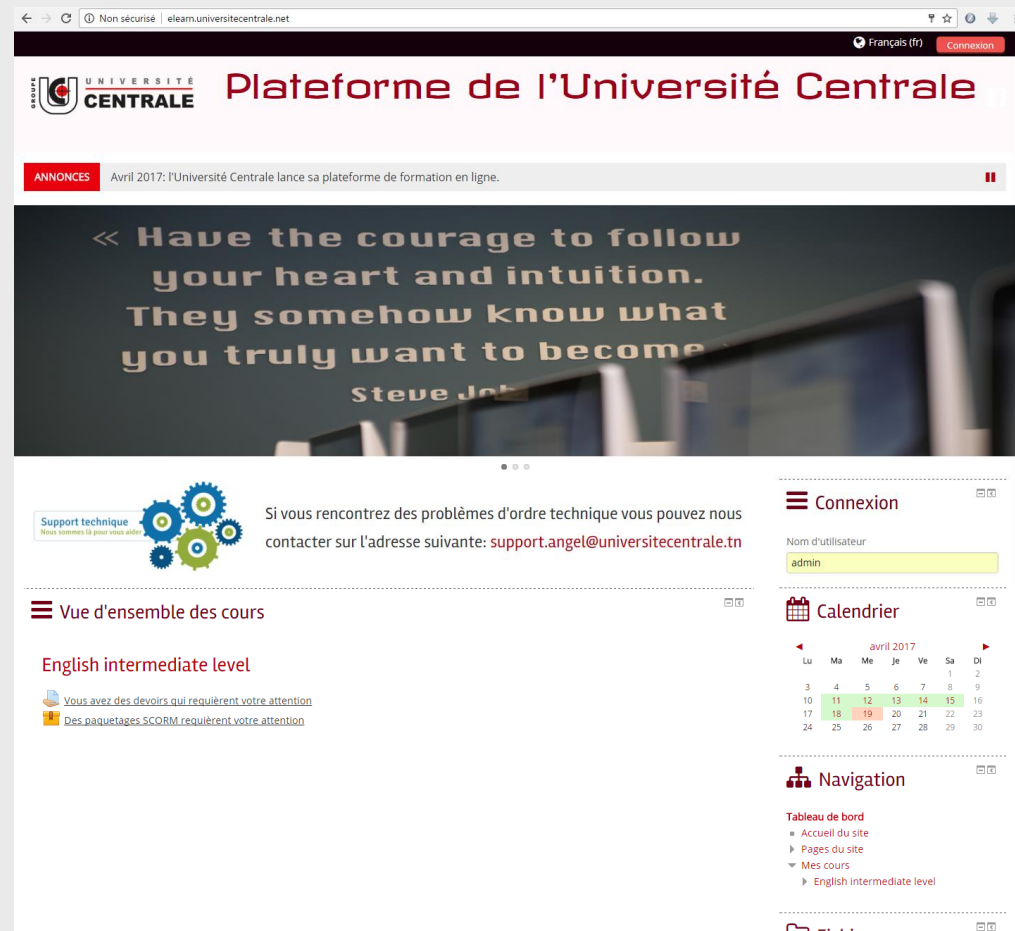 Non sécurisé | elearn.universitecentrale.net
Français (fr) Connexion
GROUPE
UNIVERSITÉ
CENTRALE
Plateforme de l'Université Centrale
ANNONCES Avril 2017: l'Université Centrale lance sa plateforme de formation en ligne.
« Have the courage to follow
your heart and intuition.
They somehow know what
you truly want to become
Steve
Support technique
Nous sommes là pour vous aider
Si vous rencontrez des problèmes d'ordre technique vous pouvez nous
contacter sur l'adresse suivante: support.angel@universitecentrale.tn
Vue d'ensemble des cours
English intermediate level
Vous avez des devoirs qui requièrent votre attention
Des paquetages SCORM requièrent votre attention
Connexion
Nom d'utilisateur
admin
Calendrier
avril 2017
Lu Ma Me Je Ve Sa Di
1 2
3 4 5 6 7 8 9
10 11 12 13 14 15 16
17 18 19 20 21 22 23
24 25 26 27 28 29 30
Navigation
Tableau de bord
Accueil du site
Pages du site
Mes cours
English intermediate level